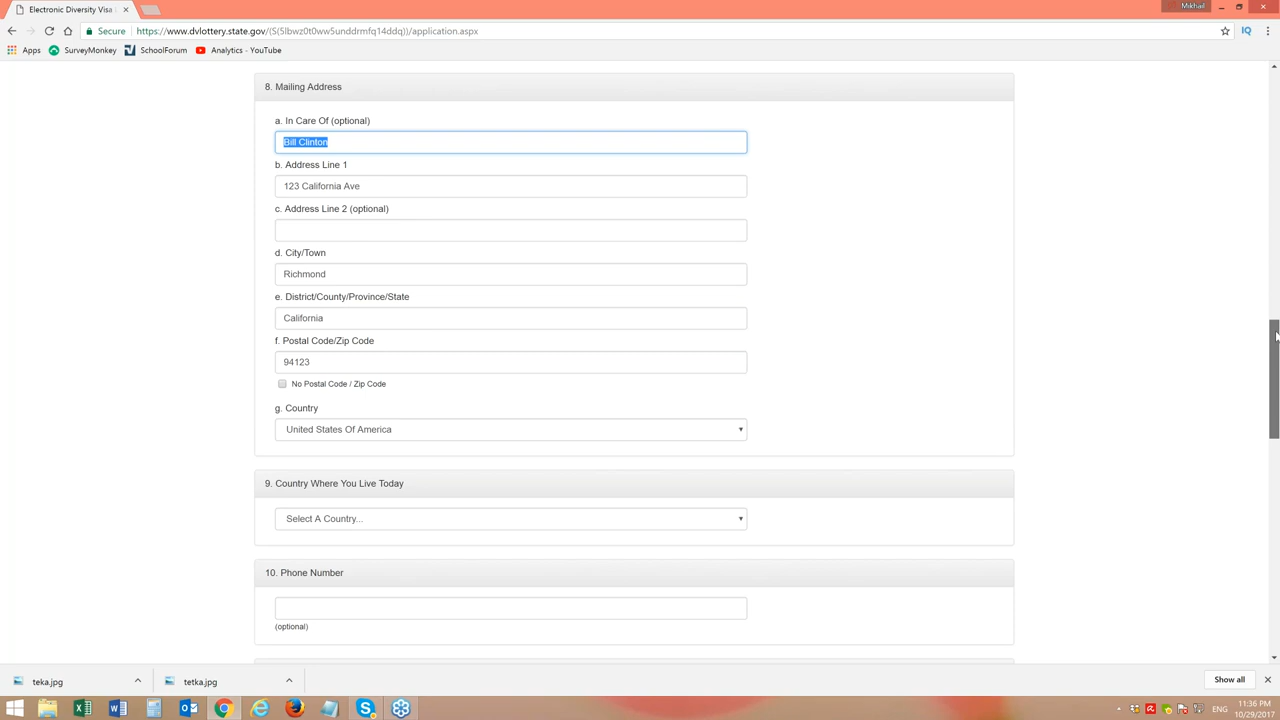 Electronic Diversity Visa
Mikhail
Secure
https://www.dvlottery.state.gov/(S(5lbwz0t0ww5unddrmfq14ddq))/application.aspx
IQ
Apps
SurveyMonkey
SchoolForum
Analytics - YouTube
8. Mailing Address
a. In Care Of (optional)
Bill Clinton
b. Address Line 1
123 California Ave
c. Address Line 2 (optional)
d. City/Town
Richmond
e. District/County/Province/State
California
f. Postal Code/Zip Code
94123
No Postal Code / Zip Code
g. Country
United States Of America
9. Country Where You Live Today
Select A Country...
10. Phone Number
(optional)
teka.jpg
tetka.jpg
Show all
ENG
11:36 PM
10/29/2017